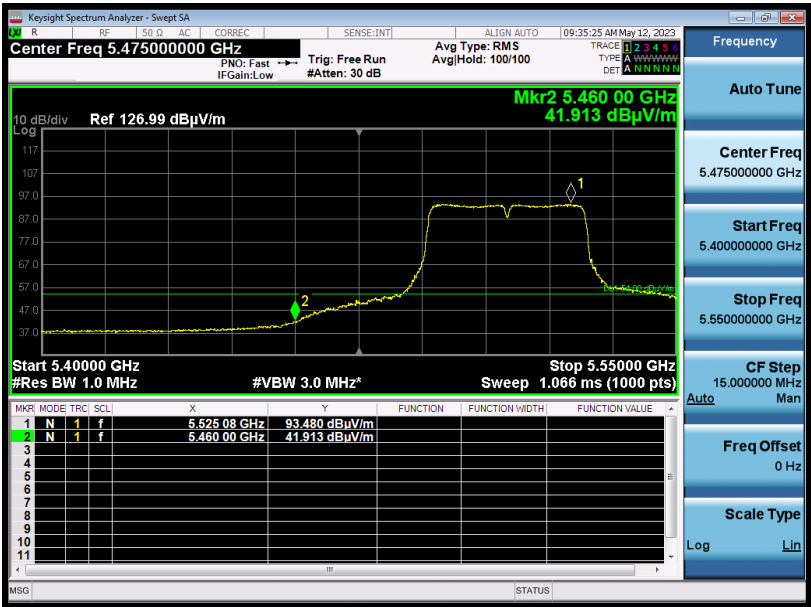 Keysight Spectrum Analyzer - Swept SA
LXI R RF 50 Ω AC CORREC SENSE:INT ALIGN AUTO 09:35:25 AM May 12, 2023
Center Freq 5.475000000 GHz
PNO: Fast
IFGain:Low
Trig: Free Run
#Atten: 30 dB
Avg Type: RMS
Avg|Hold: 100/100
TRACE 1 2 3 4 5 6
TYPE A WWWWW
DET A N N N N N
Mkr2 5.460 00 GHz
41.913 dBµV/m
10 dB/div Ref 126.99 dBµV/m
Log
117
107
97.0
87.0
77.0
67.0
57.0
47.0
37.0
1
2
DL1 54.00 dBµV/m
Start 5.40000 GHz Stop 5.55000 GHz
#Res BW 1.0 MHz #VBW 3.0 MHz* Sweep 1.066 ms (1000 pts)
MKR MODE TRC SCL X Y FUNCTION FUNCTION WIDTH FUNCTION VALUE
1 N 1 f 5.525 08 GHz 93.480 dBµV/m
2 N 1 f 5.460 00 GHz 41.913 dBµV/m
3
4
5
6
7
8
9
10
11
MSG STATUS
Frequency
Auto Tune
Center Freq
5.475000000 GHz
Start Freq
5.400000000 GHz
Stop Freq
5.550000000 GHz
CF Step
15.000000 MHz
Auto Man
Freq Offset
0 Hz
Scale Type
Log Lin